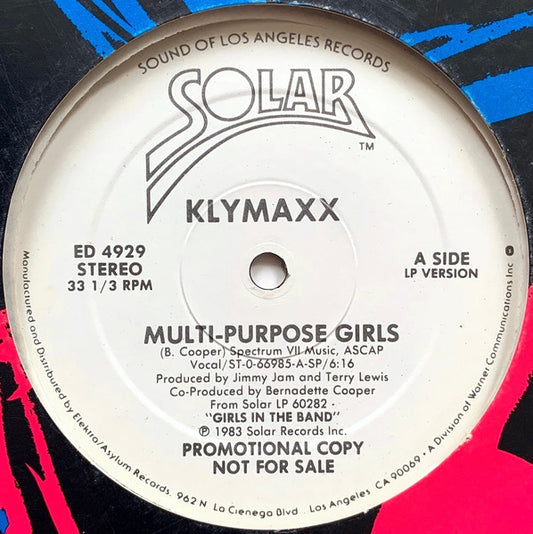 SOUND OF LOS ANGELES RECORDS
SOLAR
TM
KLYMAXX
ED 4929
STEREO
33 1/3 RPM
A SIDE
LP VERSION
MULTI-PURPOSE GIRLS
(B. Cooper) Spectrum VII Music, ASCAP
Vocal/ST-0-66985-A-SP/6:16
Produced by Jimmy Jam and Terry Lewis
Co-Produced by Bernadette Cooper
From Solar LP 60282 -
"GIRLS IN THE BAND"
℗ 1983 Solar Records Inc.
PROMOTIONAL COPY
NOT FOR SALE
Manufactured and Distributed by Elektra/Asylum Records. 962 N. La Cienega Blvd. Los Angeles, CA 90069 • A Division of Warner Communications Inc